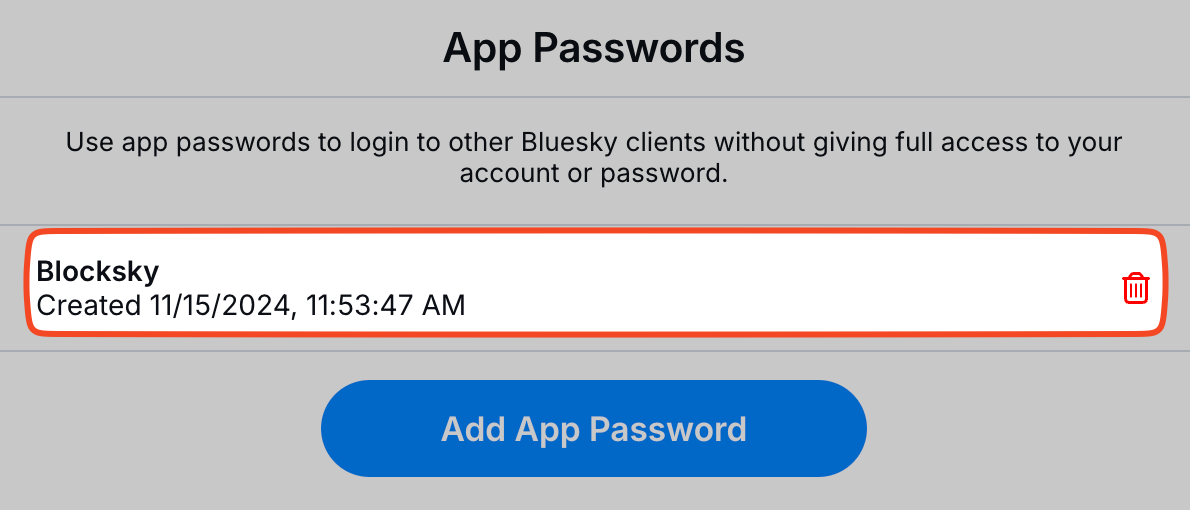 App Passwords
Use app passwords to login to other Bluesky clients without giving full access to your
account or password.
Blocksky
Created 11/15/2024, 11:53:47 AM
Add App Password